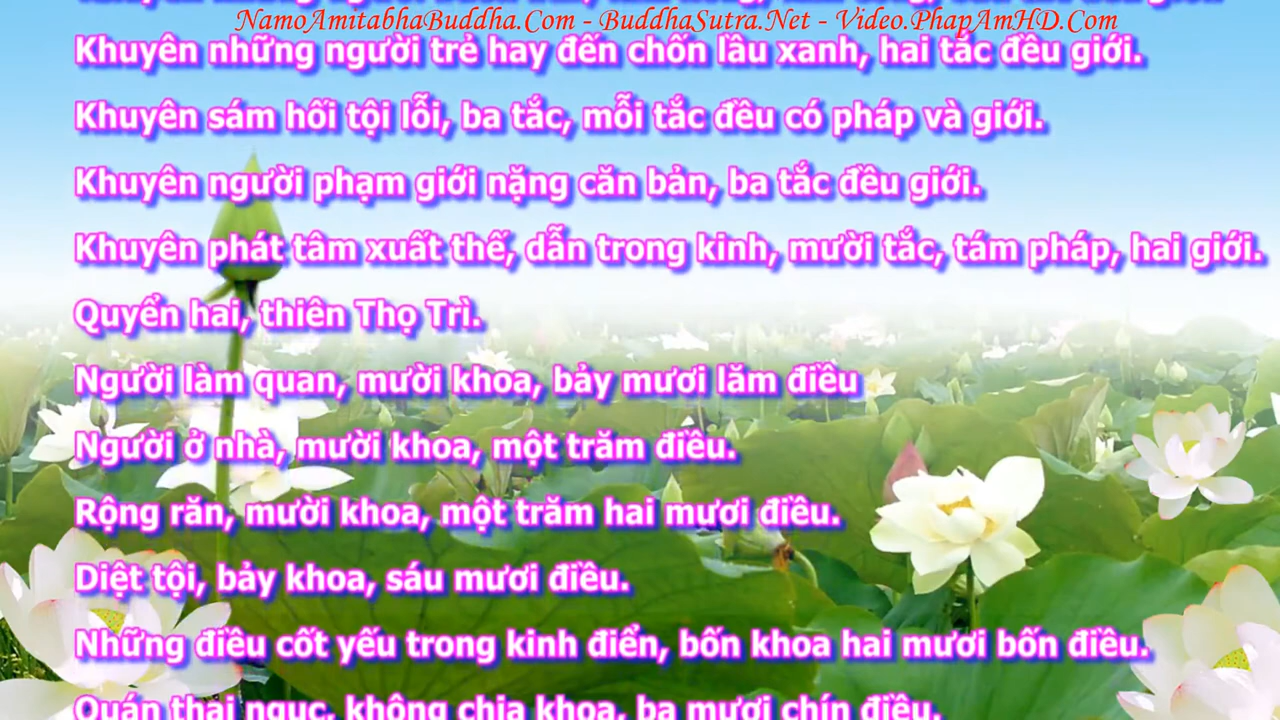 NamoAmitabhaBuddha.Com - BuddhaSutra.Net - Video.PhapAmHD.Com
Khuyên những người trẻ hay đến chốn lầu xanh, hai tắc đều giới.
Khuyên sám hối tội lỗi, ba tắc, mỗi tắc đều có pháp và giới.
Khuyên người phạm giới nặng căn bản, ba tắc đều giới.
Khuyên phát tâm xuất thế, dẫn trong kinh, mười tắc, tám pháp, hai giới.
Quyển hai, thiên Thọ Trì.
Người làm quan, mười khoa, bảy mươi lăm điều
Người ở nhà, mười khoa, một trăm điều.
Rộng răn, mười khoa, một trăm hai mươi điều.
Diệt tội, bảy khoa, sáu mươi điều.
Những điều cốt yếu trong kinh điển, bốn khoa hai mươi bốn điều.
Quán thai ngục, không chia khoa, ba mươi chín điều.